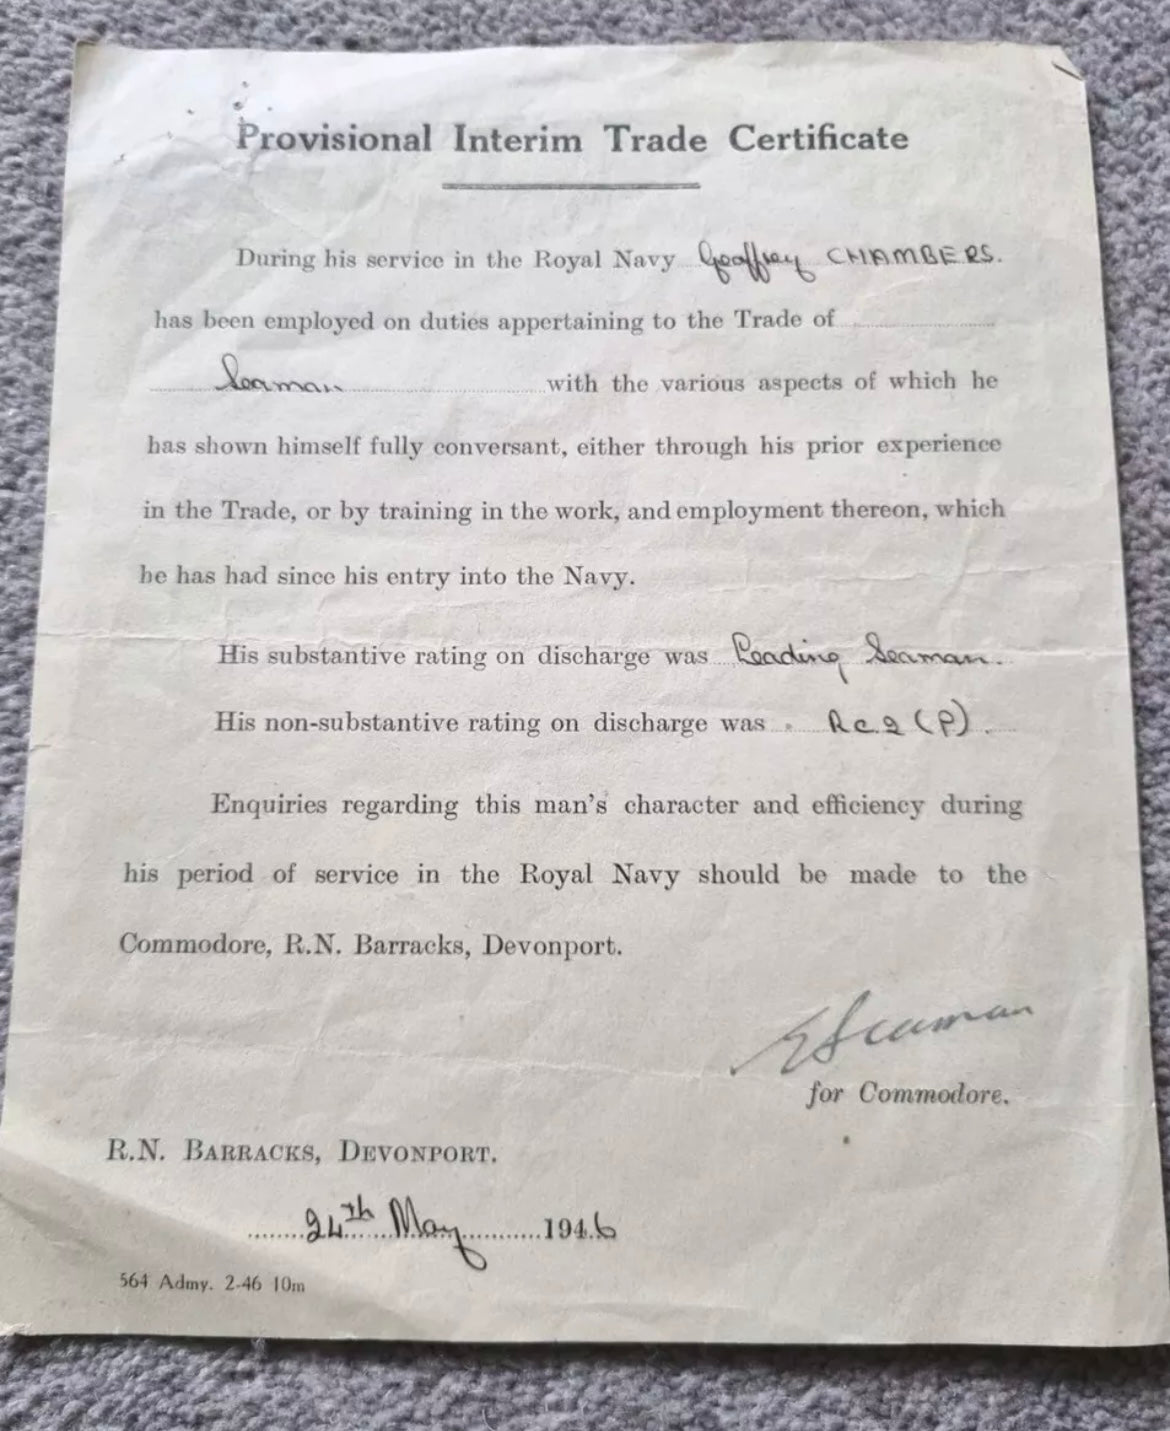 Provisional Interim Trade Certificate
During his service in the Royal Navy Geoffrey CHAMBERS.
has been employed on duties appertaining to the Trade of
Seaman with the various aspects of which he
has shown himself fully conversant, either through his prior experience
in the Trade, or by training in the work, and employment thereon, which
he has had since his entry into the Navy.
His substantive rating on discharge was Leading Seaman.
His non-substantive rating on discharge was Rc.2 (P).
Enquiries regarding this man's character and efficiency during
his period of service in the Royal Navy should be made to the
Commodore, R.N. Barracks, Devonport.
E Seaman
for Commodore.
R.N. BARRACKS, DEVONPORT.
24th May 1946
564 Admy. 2-46 10m